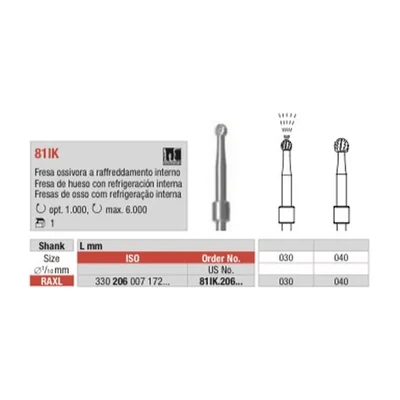 81IK
Fresa ossivora a raffreddamento interno
Fresa de hueso con refrigeración interna
Fresas de osso com refrigeração interna
opt. 1.000, max. 6.000
1
Shank L mm
Size ISO Order No. 030 040
Ø 1/10 mm US No.
RAXL 330 206 007 172... 81IK.206... 030 040